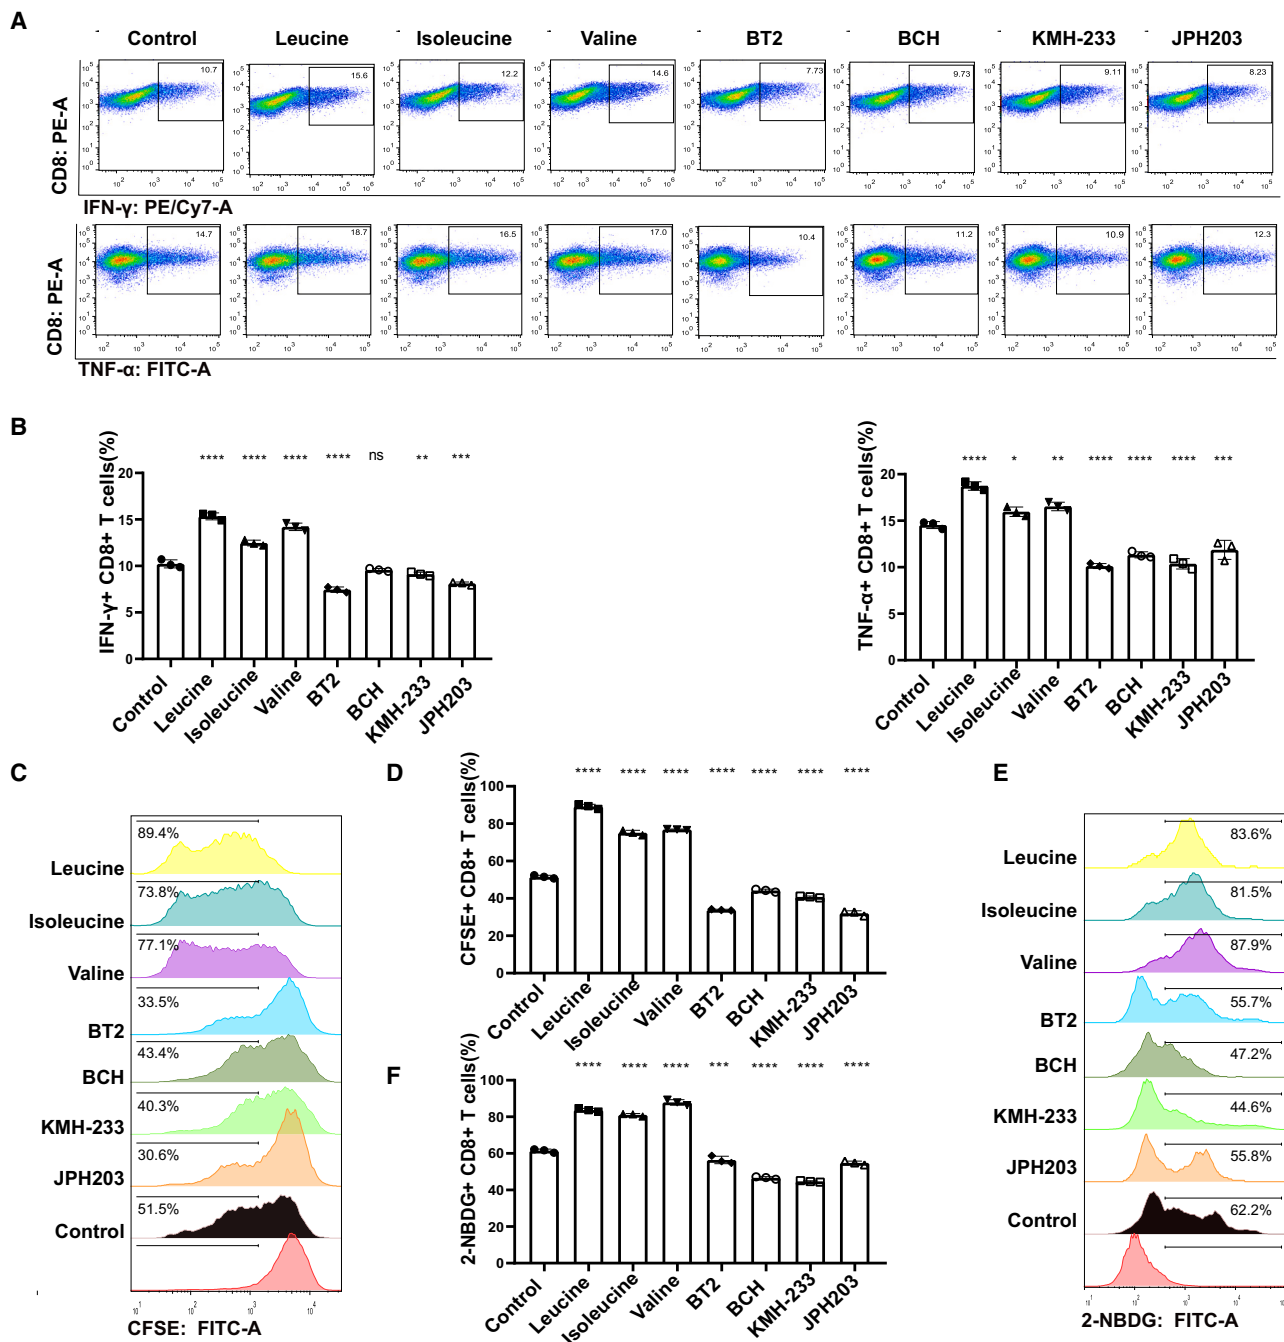 A
Control Leucine Isoleucine Valine BT2 BCH KMH-233 JPH203
CD8: PE-A
10.7 15.6 12.2 14.6 7.73 9.73 9.11 8.23
IFN-γ: PE/Cy7-A
CD8: PE-A
14.7 18.7 16.5 17.0 10.4 11.2 10.9 12.3
TNF-α: FITC-A
B
IFN-γ+ CD8+ T cells(%)
**** **** **** **** ns ** ***
20
15
10
5
0
Control Leucine Isoleucine Valine BT2 BCH KMH-233 JPH203
TNF-α+ CD8+ T cells(%)
**** * ** **** **** **** ***
20
15
10
5
0
Control Leucine Isoleucine Valine BT2 BCH KMH-233 JPH203
C
89.4%
Leucine
73.8%
Isoleucine
77.1%
Valine
33.5%
BT2
43.4%
BCH
40.3%
KMH-233
30.6%
JPH203
51.5%
Control
10¹ 10² 10³ 10⁴
CFSE: FITC-A
D
CFSE+ CD8+ T cells(%)
**** **** **** **** **** **** ****
100
80
60
40
20
0
Control Leucine Isoleucine Valine BT2 BCH KMH-233 JPH203
E
83.6%
Leucine
81.5%
Isoleucine
87.9%
Valine
55.7%
BT2
47.2%
BCH
44.6%
KMH-233
55.8%
JPH203
62.2%
Control
10¹ 10² 10³ 10⁴
2-NBDG: FITC-A
F
2-NBDG+ CD8+ T cells(%)
**** **** **** *** **** **** ****
100
80
60
40
20
0
Control Leucine Isoleucine Valine BT2 BCH KMH-233 JPH203